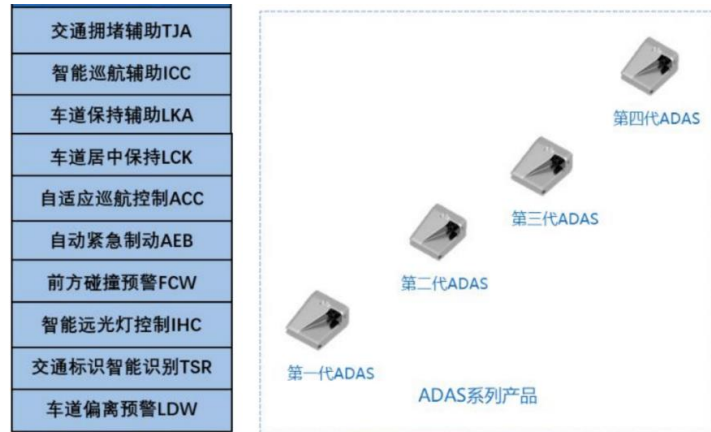 交通拥堵辅助TJA
智能巡航辅助ICC
车道保持辅助LKA
车道居中保持LCK
自适应巡航控制ACC
自动紧急制动AEB
前方碰撞预警FCW
智能远光灯控制IHC
交通标识智能识别TSR
车道偏离预警LDW
第四代ADAS
第三代ADAS
第二代ADAS
第一代ADAS
ADAS系列产品